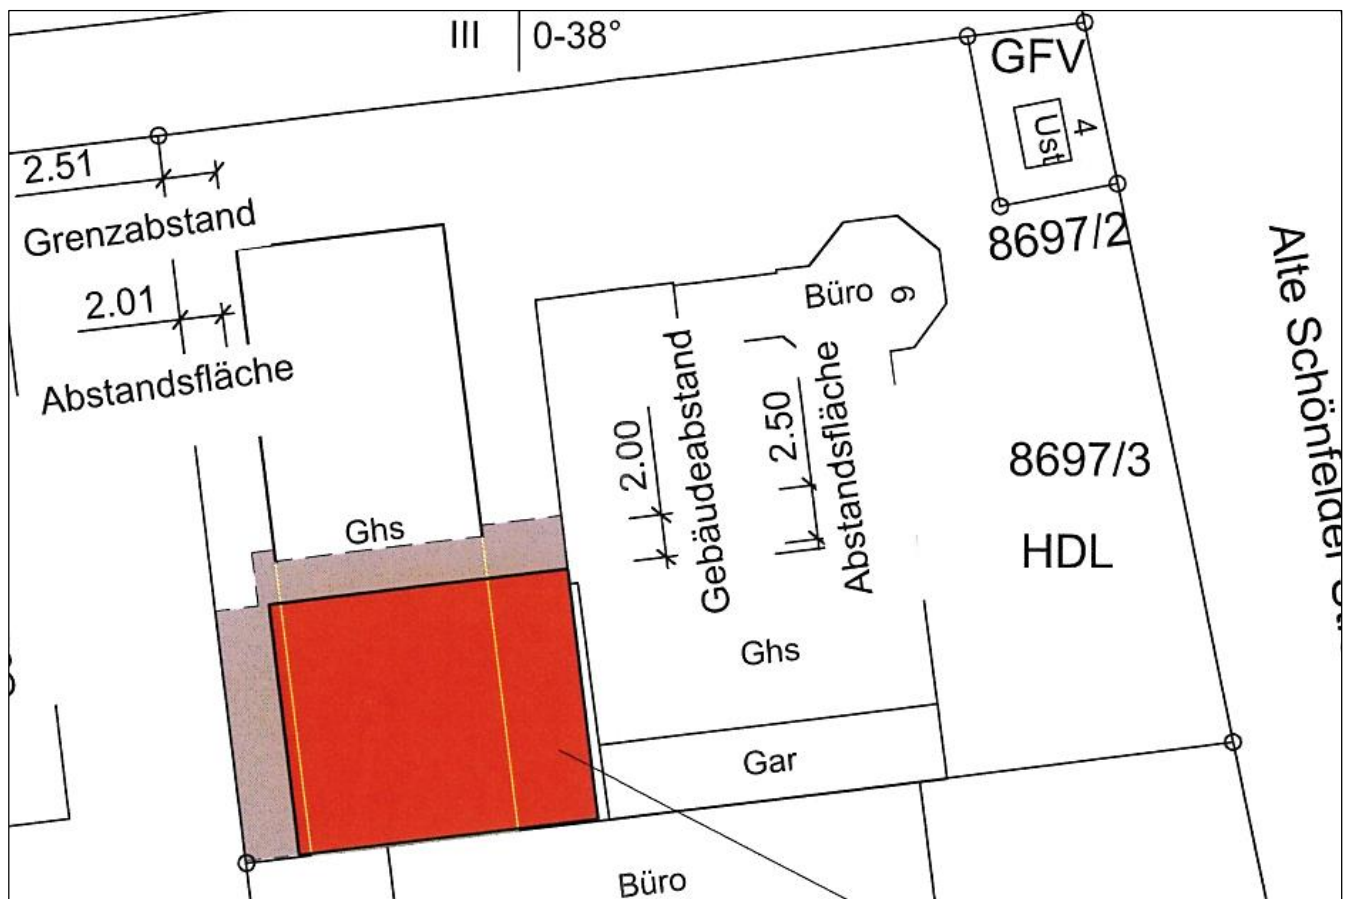 III 0-38°
GFV
Ust
4
2.51
Grenzabstand
8697/2
2.01
Abstandsfläche
Büro 6
Alte Schönfelder
2.00
Gebäudeabstand
2.50
Abstandsfläche
8697/3
HDL
Ghs
Ghs
Gar
Büro